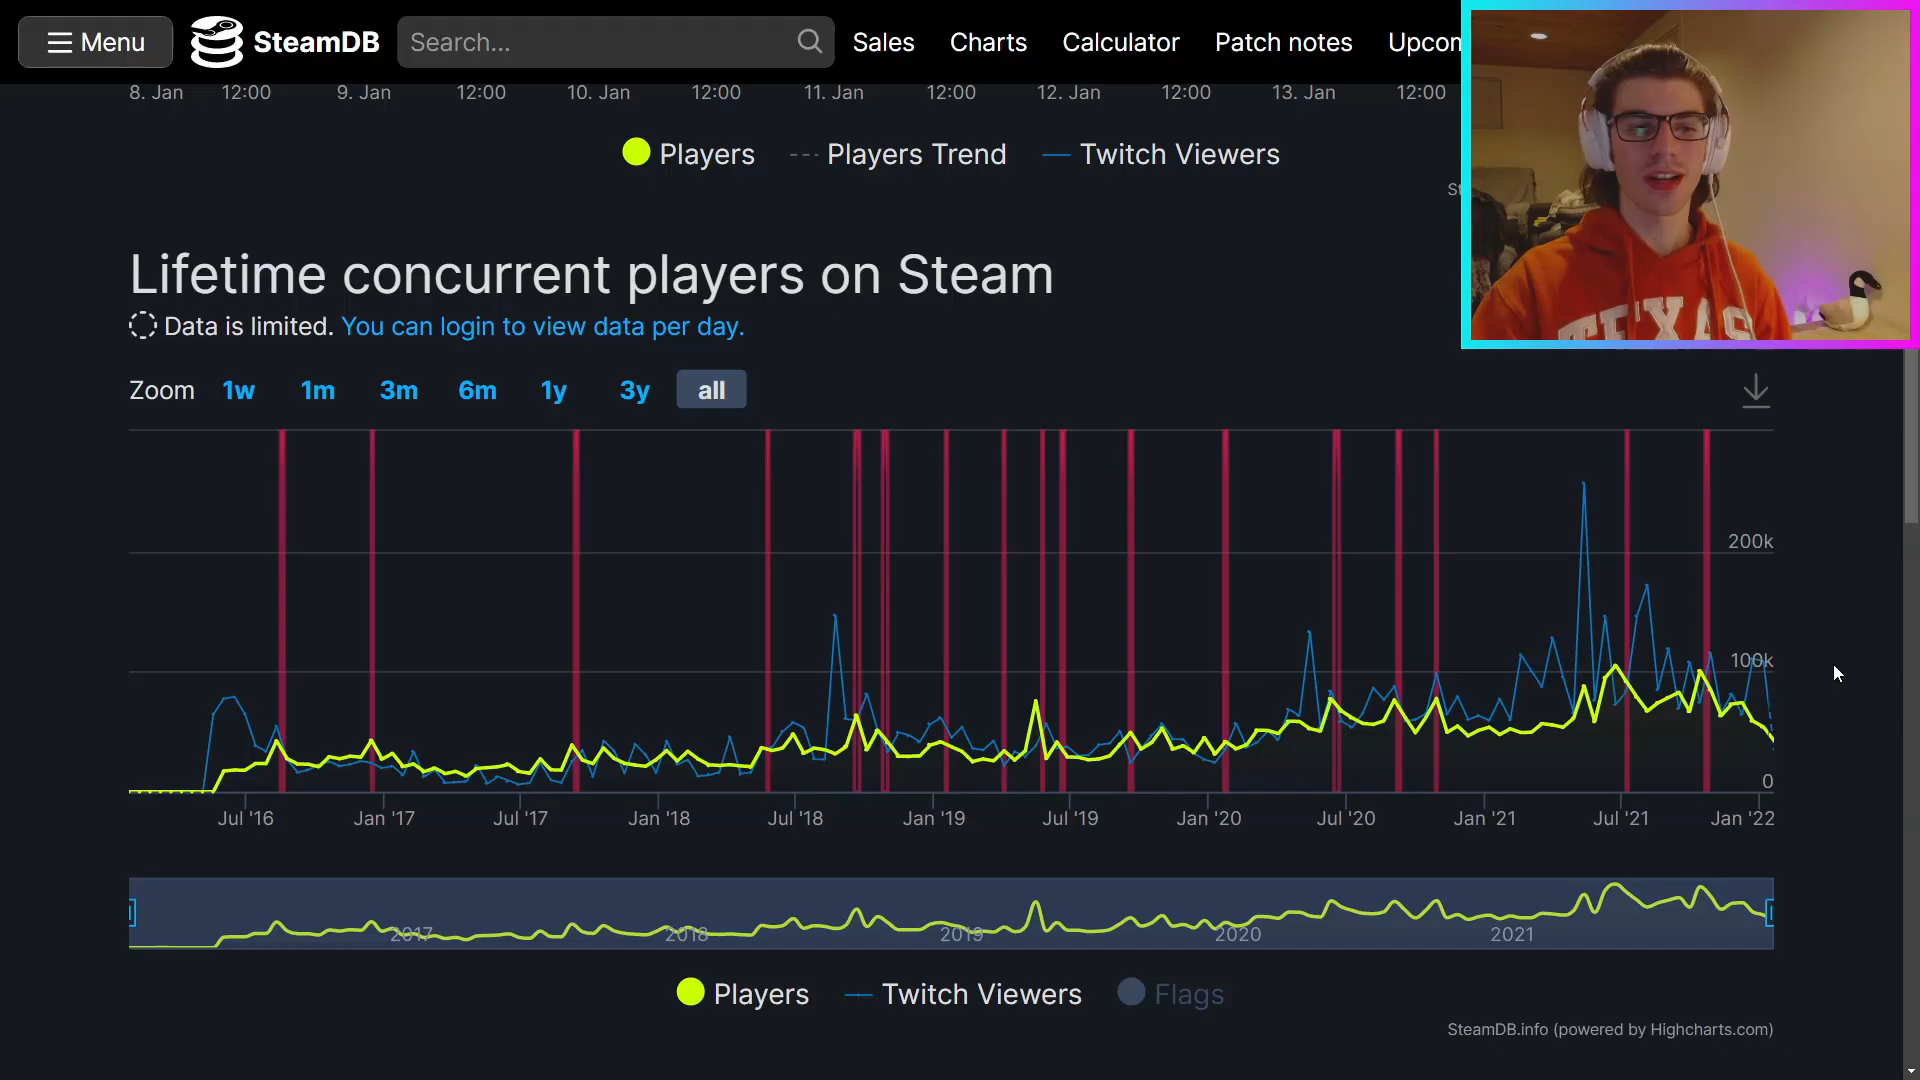 Menu SteamDB Search... Sales Charts Calculator Patch notes Upcom
8. Jan 12:00 9. Jan 12:00 10. Jan 12:00 11. Jan 12:00 12. Jan 12:00 13. Jan 12:00
Players Players Trend Twitch Viewers
St
Lifetime concurrent players on Steam
Data is limited. You can login to view data per day.
Zoom 1w 1m 3m 6m 1y 3y all
200k
100k
0
Jul '16 Jan '17 Jul '17 Jan '18 Jul '18 Jan '19 Jul '19 Jan '20 Jul '20 Jan '21 Jul '21 Jan '22
2017 2018 2019 2020 2021
Players Twitch Viewers Flags
SteamDB.info (powered by Highcharts.com)
TEXAS